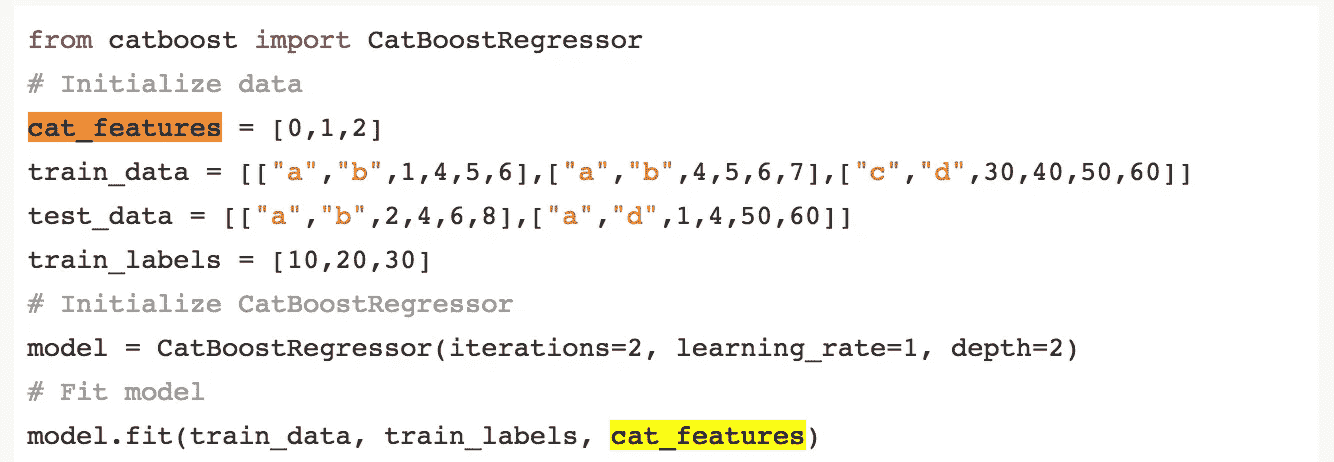 from catboost import CatBoostRegressor
# Initialize data
cat_features = [0,1,2]
train_data = [["a","b",1,4,5,6],["a","b",4,5,6,7],["c","d",30,40,50,60]]
test_data = [["a","b",2,4,6,8],["a","d",1,4,50,60]]
train_labels = [10,20,30]
# Initialize CatBoostRegressor
model = CatBoostRegressor(iterations=2, learning_rate=1, depth=2)
# Fit model
model.fit(train_data, train_labels, cat_features)